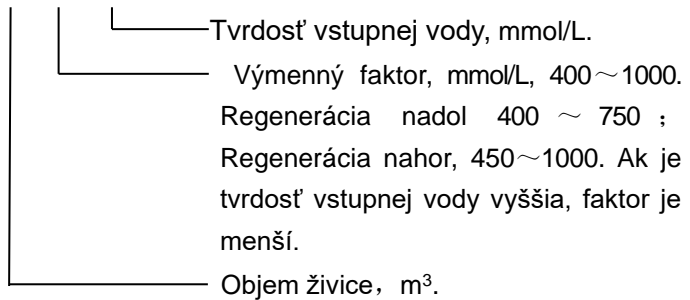 Tvrdosť vstupnej vody, mmol/L.
Výmenný faktor, mmol/L, 400～1000.
Regenerácia nadol 400 ～ 750 ；
Regenerácia nahor, 450～1000. Ak je
tvrdosť vstupnej vody vyššia, faktor je
menší.
Objem živice， m³.